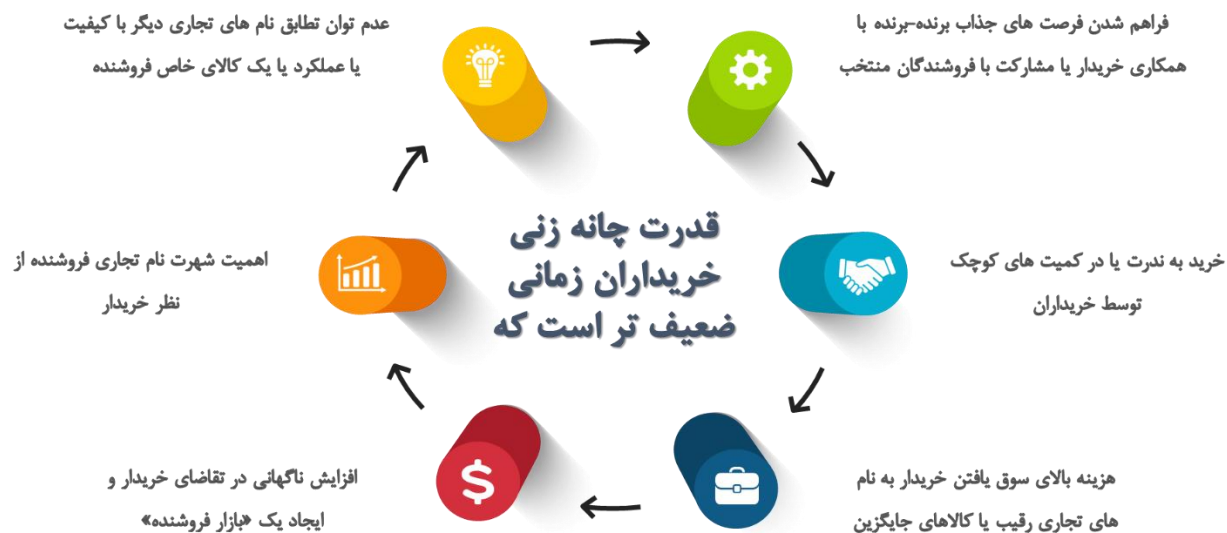 قدرت چانه زنی
خریداران زمانی
ضعیف تر است که
فراهم شدن فرصت های جذاب برنده-برنده با
همکاری خریدار یا مشارکت با فروشندگان منتخب
خرید به ندرت یا در کمیت های کوچک
توسط خریداران
هزینه بالای سوق یافتن خریدار به نام
های تجاری رقیب یا کالاهای جایگزین
افزایش ناگهانی در تقاضای خریدار و
ایجاد یک «بازار فروشنده»
اهمیت شهرت نام تجاری فروشنده از
نظر خریدار
عدم توان تطابق نام های تجاری دیگر با کیفیت
یا عملکرد یا یک کالای خاص فروشنده
$